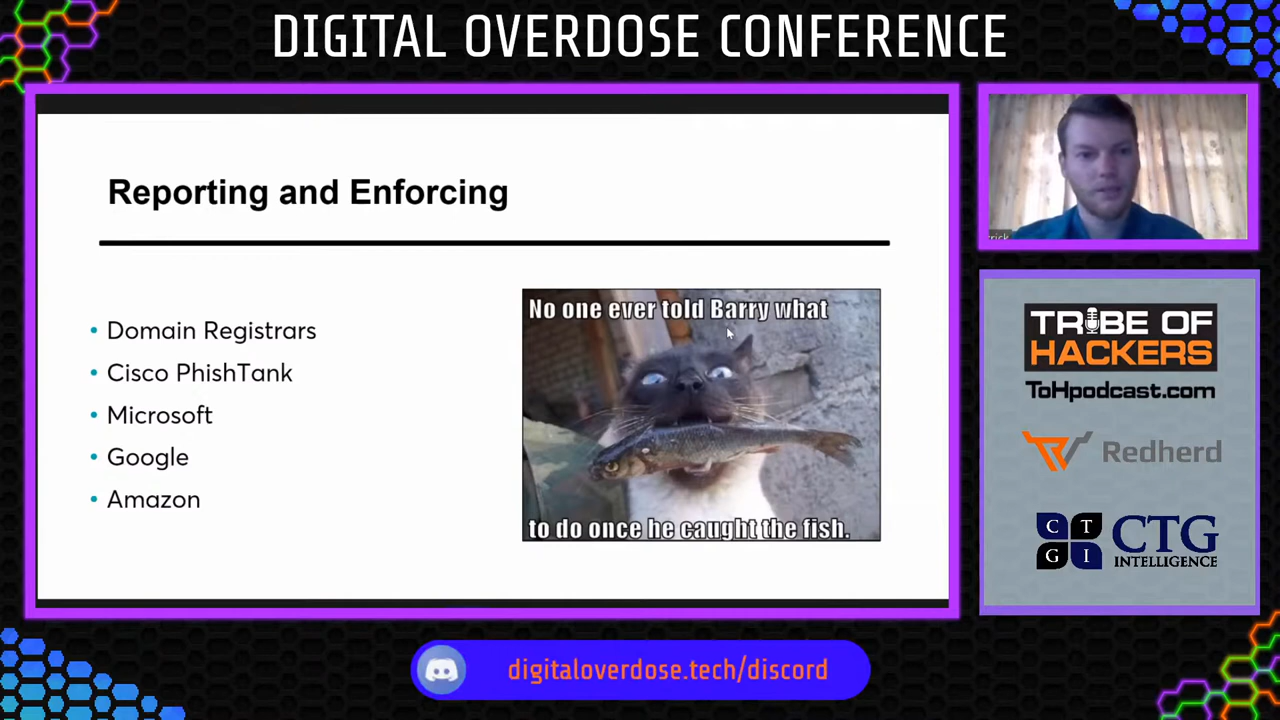 DIGITAL OVERDOSE CONFERENCE
Reporting and Enforcing
• Domain Registrars
• Cisco PhishTank
• Microsoft
• Google
• Amazon
No one ever told Barry what
to do once he caught the fish.
TRIBE OF
HACKERS
ToHpodcast.com
Redherd
C T
G I
CTG
INTELLIGENCE
digitaloverdose.tech/discord